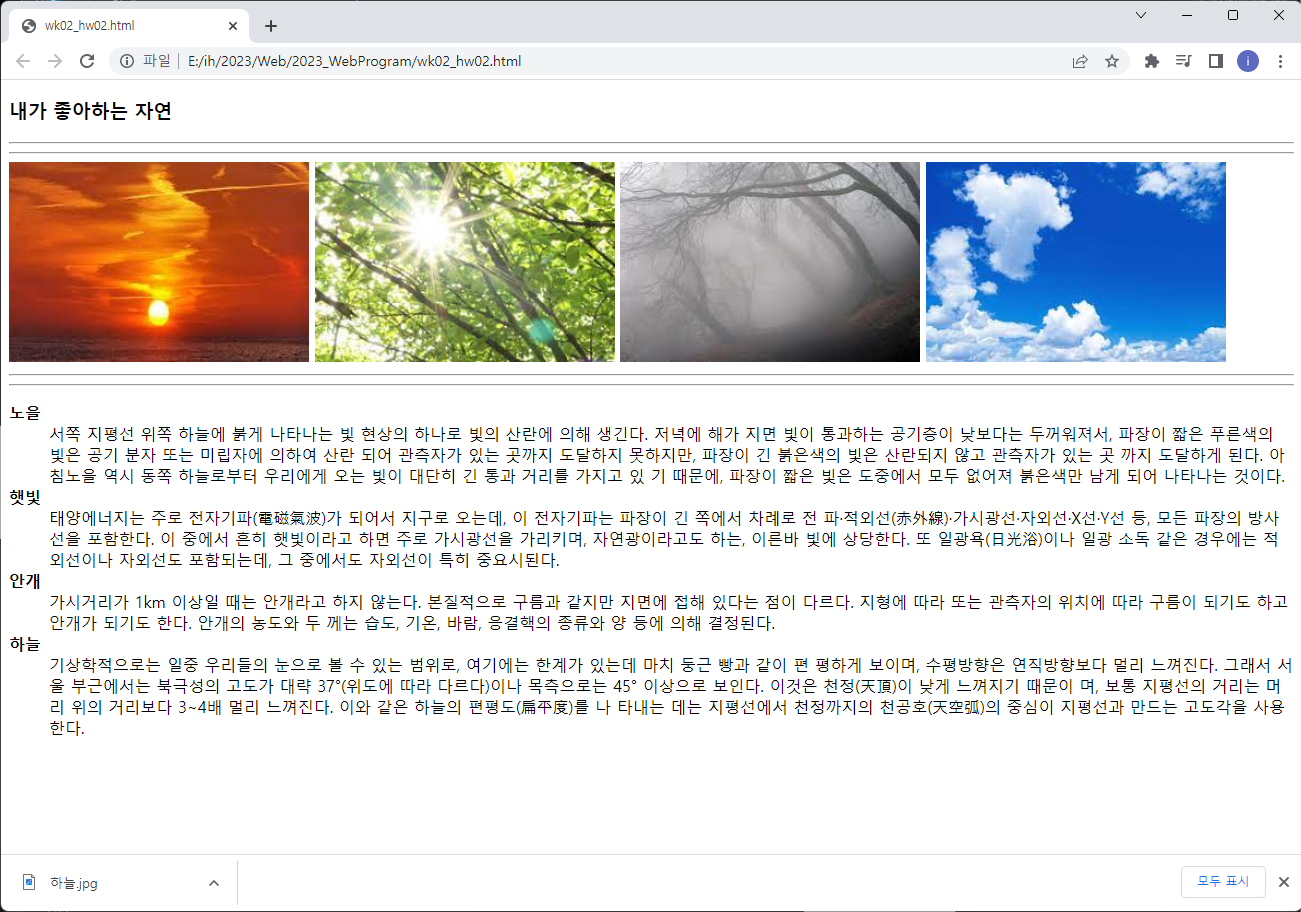 wk02_hw02.html
파일
E:/ih/2023/Web/2023_WebProgram/wk02_hw02.html
i
내가 좋아하는 자연
노을
서쪽 지평선 위쪽 하늘에 붉게 나타나는 빛 현상의 하나로 빛의 산란에 의해 생긴다. 저녁에 해가 지면 빛이 통과하는 공기층이 낮보다는 두꺼워져서, 파장이 짧은 푸른색의
빛은 공기 분자 또는 미립자에 의하여 산란 되어 관측자가 있는 곳까지 도달하지 못하지만, 파장이 긴 붉은색의 빛은 산란되지 않고 관측자가 있는 곳 까지 도달하게 된다. 아
침노을 역시 동쪽 하늘로부터 우리에게 오는 빛이 대단히 긴 통과 거리를 가지고 있 기 때문에, 파장이 짧은 빛은 도중에서 모두 없어져 붉은색만 남게 되어 나타나는 것이다.
햇빛
태양에너지는 주로 전자기파(電磁氣波)가 되어서 지구로 오는데, 이 전자기파는 파장이 긴 쪽에서 차례로 전 파·적외선(赤外線)·가시광선·자외선·X선·Y선 등, 모든 파장의 방사
선을 포함한다. 이 중에서 흔히 햇빛이라고 하면 주로 가시광선을 가리키며, 자연광이라고도 하는, 이른바 빛에 상당한다. 또 일광욕(日光浴)이나 일광 소독 같은 경우에는 적
외선이나 자외선도 포함되는데, 그 중에서도 자외선이 특히 중요시된다.
안개
가시거리가 1km 이상일 때는 안개라고 하지 않는다. 본질적으로 구름과 같지만 지면에 접해 있다는 점이 다르다. 지형에 따라 또는 관측자의 위치에 따라 구름이 되기도 하고
안개가 되기도 한다. 안개의 농도와 두 께는 습도, 기온, 바람, 응결핵의 종류와 양 등에 의해 결정된다.
하늘
기상학적으로는 일중 우리들의 눈으로 볼 수 있는 범위로, 여기에는 한계가 있는데 마치 둥근 빵과 같이 편 평하게 보이며, 수평방향은 연직방향보다 멀리 느껴진다. 그래서 서
울 부근에서는 북극성의 고도가 대략 37°(위도에 따라 다르다)이나 목측으로는 45° 이상으로 보인다. 이것은 천정(天頂)이 낮게 느껴지기 때문이 며, 보통 지평선의 거리는 머
리 위의 거리보다 3~4배 멀리 느껴진다. 이와 같은 하늘의 편평도(扁平度)를 나 타내는 데는 지평선에서 천정까지의 천공호(天空弧)의 중심이 지평선과 만드는 고도각을 사용
한다.
하늘.jpg
모두 표시